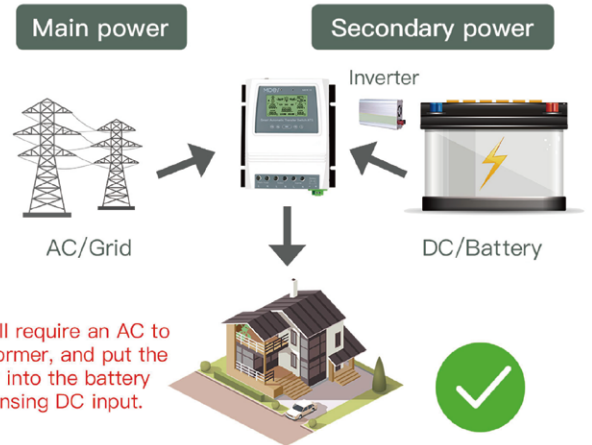 Main power
Secondary power
Inverter
AC/Grid
DC/Battery
ll require an AC to
ormer, and put the
into the battery
nsing DC input.